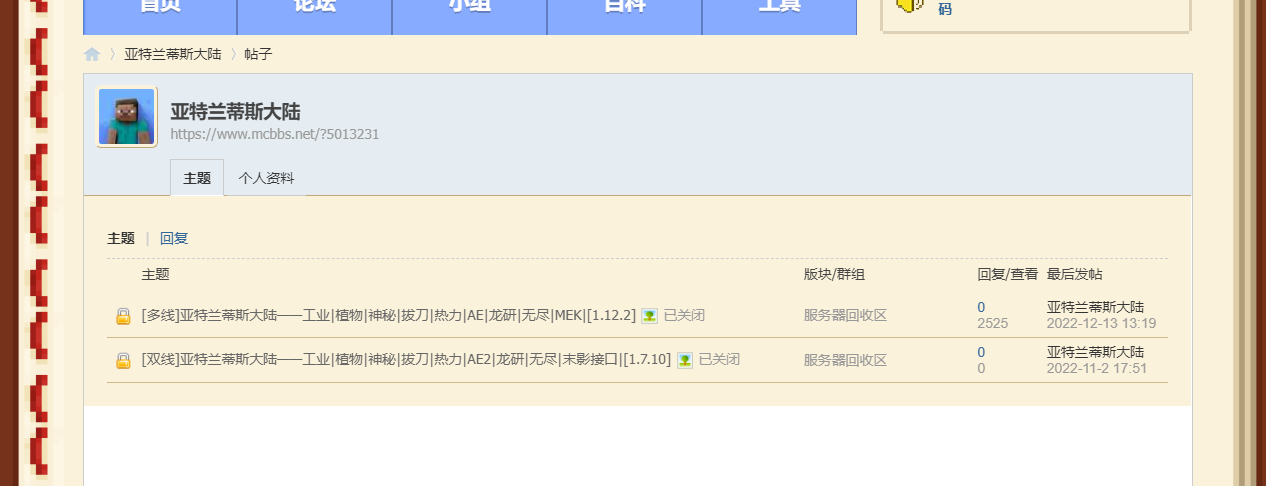 首页 论坛 小组 百科 工具
码
亚特兰蒂斯大陆 帖子
亚特兰蒂斯大陆
https://www.mcbbs.net/?5013231
主题 个人资料
主题 | 回复
主题 版块/群组 回复/查看 最后发帖
[多线]亚特兰蒂斯大陆——工业|植物|神秘|拔刀|热力|AE|龙研|无尽|MEK|[1.12.2] 已关闭 服务器回收区 0 亚特兰蒂斯大陆
2525 2022-12-13 13:19
[双线]亚特兰蒂斯大陆——工业|植物|神秘|拔刀|热力|AE2|龙研|无尽|末影接口|[1.7.10] 已关闭 服务器回收区 0 亚特兰蒂斯大陆
0 2022-11-2 17:51